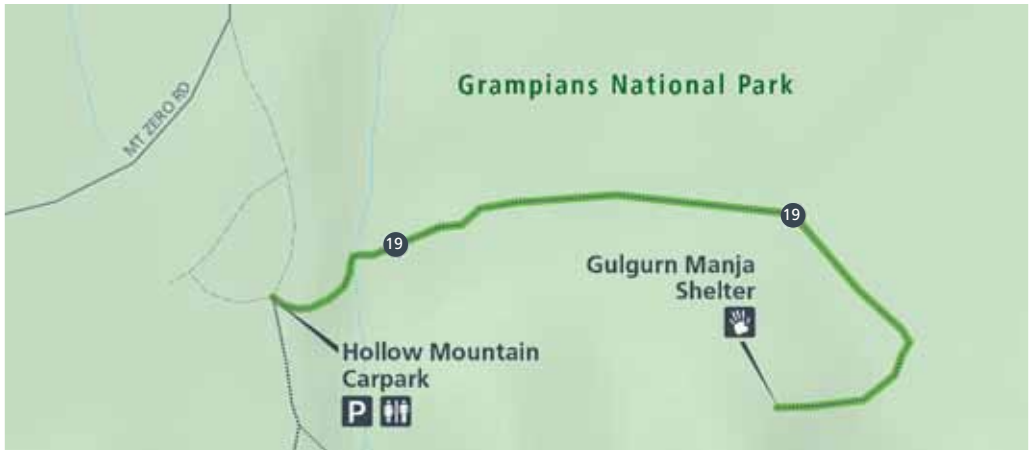 Grampians National Park
MT ZERO RD
19
19
Gulgurn Manja
Shelter
Hollow Mountain
Carpark
P